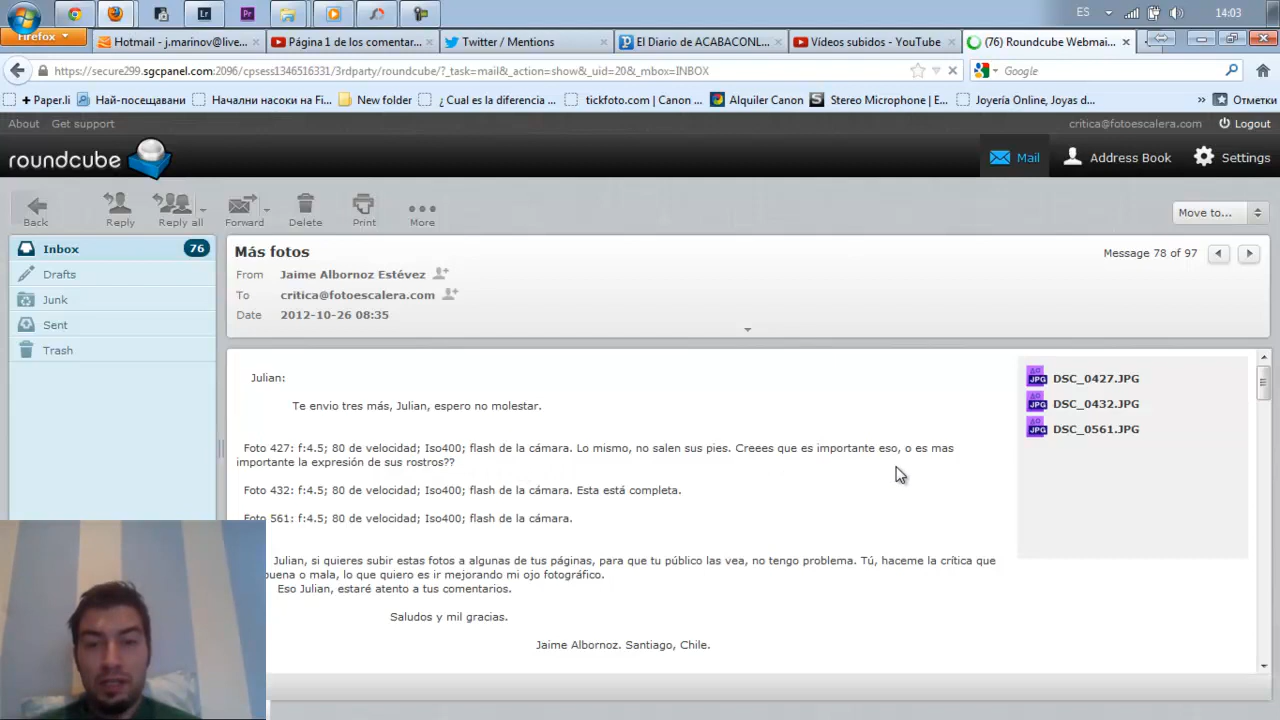 ES 14:03
Firefox
Hotmail - j.marinov@live... Página 1 de los comentar... Twitter / Mentions El Diario de ACABACONL... Vídeos subidos - YouTube (76) Roundcube Webmai...
https://secure299.sgcpanel.com:2096/cpsess1346516331/3rdparty/roundcube/?_task=mail&_action=show&_uid=20&_mbox=INBOX Google
+ Paper.li Най-посещавани Начални насоки на Fi... New folder ¿ Cual es la diferencia ... tickfoto.com | Canon ... Alquiler Canon Stereo Microphone | E... Joyería Online, Joyas d... » Отметки
About Get support critica@fotoescalera.com Logout
roundcube Mail Address Book Settings
Back Reply Reply all Forward Delete Print More Move to...
Inbox 76
Drafts
Junk
Sent
Trash
Más fotos Message 78 of 97
From Jaime Albornoz Estévez
To critica@fotoescalera.com
Date 2012-10-26 08:35
Julian:
Te envio tres más, Julian, espero no molestar.
Foto 427: f:4.5; 80 de velocidad; Iso400; flash de la cámara. Lo mismo, no salen sus pies. Creees que es importante eso, o es mas
importante la expresión de sus rostros??
Foto 432: f:4.5; 80 de velocidad; Iso400; flash de la cámara. Esta está completa.
Foto 561: f:4.5; 80 de velocidad; Iso400; flash de la cámara.
Julian, si quieres subir estas fotos a algunas de tus páginas, para que tu público las vea, no tengo problema. Tú, haceme la crítica que
buena o mala, lo que quiero es ir mejorando mi ojo fotográfico.
Eso Julian, estaré atento a tus comentarios.
Saludos y mil gracias.
Jaime Albornoz. Santiago, Chile.
DSC_0427.JPG
DSC_0432.JPG
DSC_0561.JPG